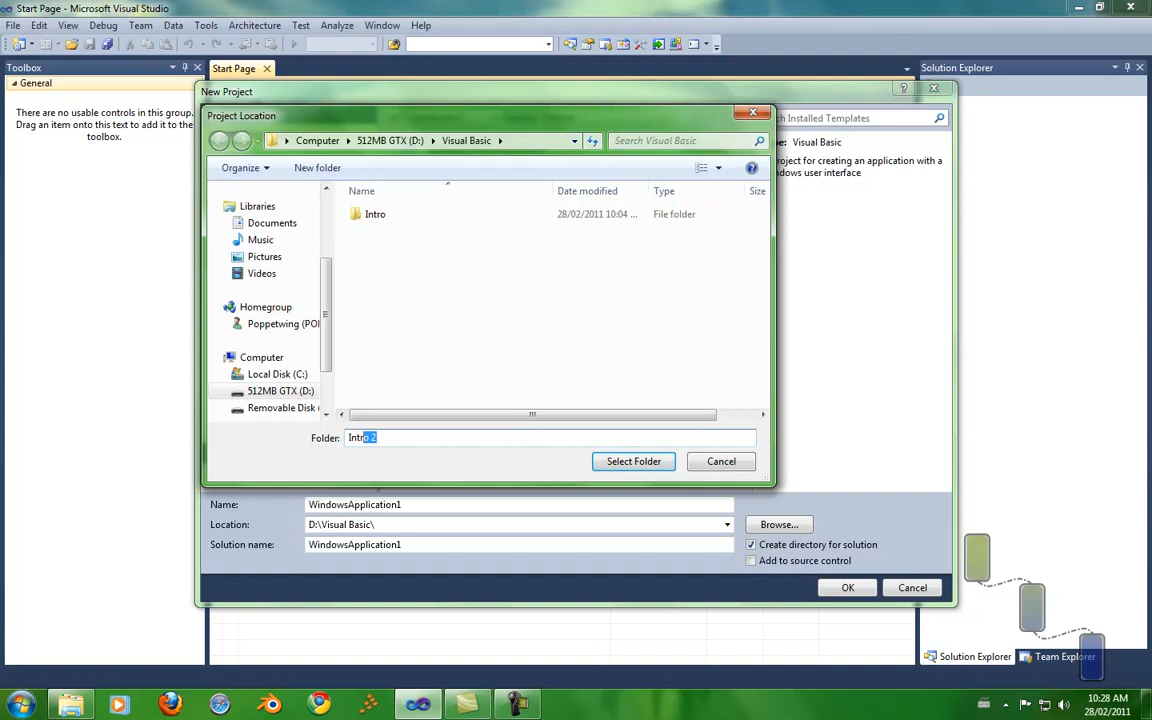 Start Page - Microsoft Visual Studio
File Edit View Debug Team Data Tools Architecture Test Analyze Window Help
Toolbox
General
There are no usable controls in this group.
Drag an item onto this text to add it to the
toolbox.
Start Page
Solution Explorer
New Project
ch Installed Templates
e: Visual Basic
project for creating an application with a
ndows user interface
Project Location
Computer 512MB GTX (D:) Visual Basic
Search Visual Basic
Organize New folder
Name Date modified Type Size
Intro 28/02/2011 10:04 ... File folder
Libraries
Documents
Music
Pictures
Videos
Homegroup
Poppetwing (POI
Computer
Local Disk (C:)
512MB GTX (D:)
Removable Disk (
Folder: Intro 2
Select Folder Cancel
Name: WindowsApplication1
Location: D:\Visual Basic\ Browse...
Solution name: WindowsApplication1
Create directory for solution
Add to source control
OK Cancel
Solution Explorer Team Explorer
10:28 AM
28/02/2011